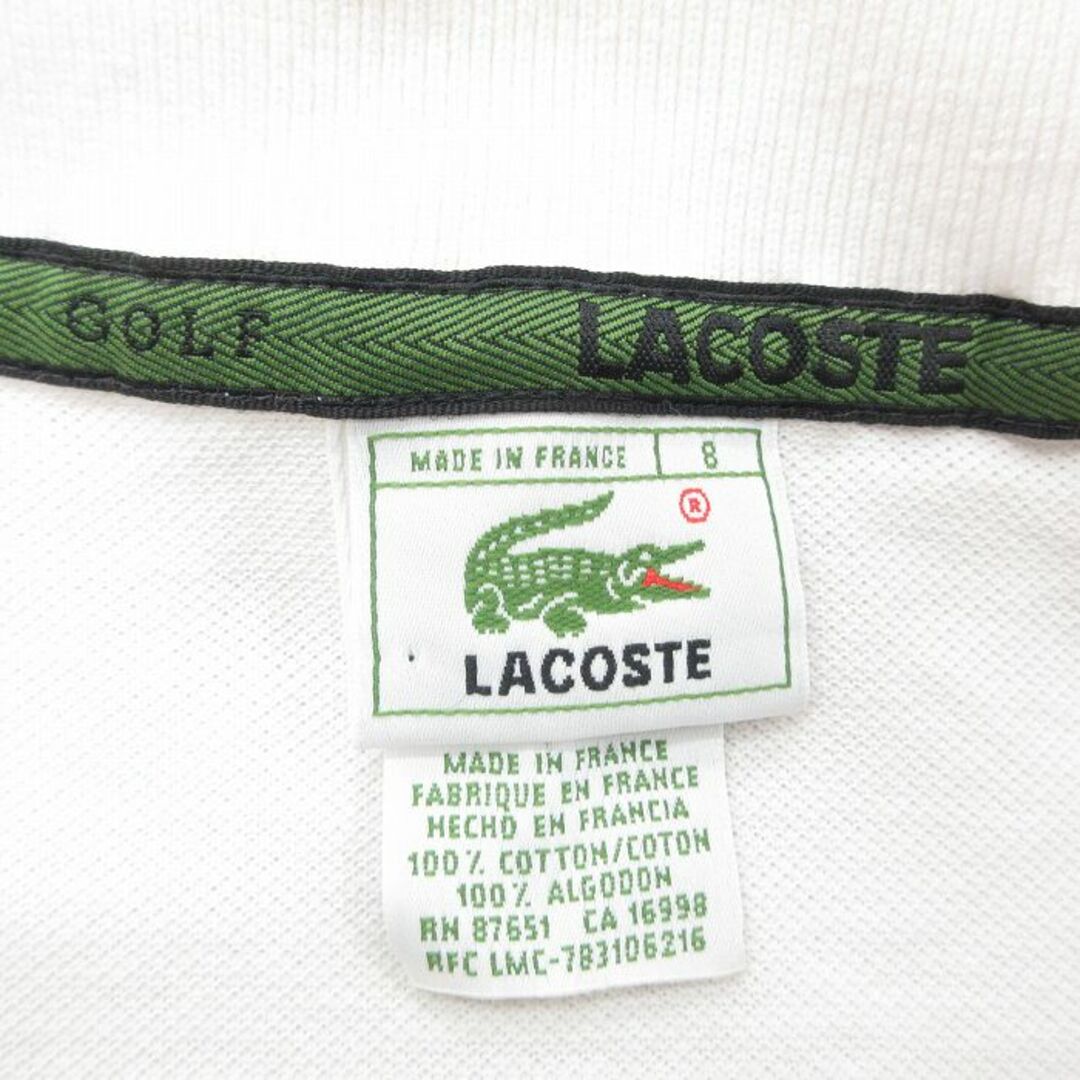 GOLF LACOSTE
MADE IN FRANCE 8
®
LACOSTE
MADE IN FRANCE
FABRIQUE EN FRANCE
HECHO EN FRANCIA
100% COTTON/COTON
100% ALGODON
RN 87651 CA 16998
RFC LMC-783106216